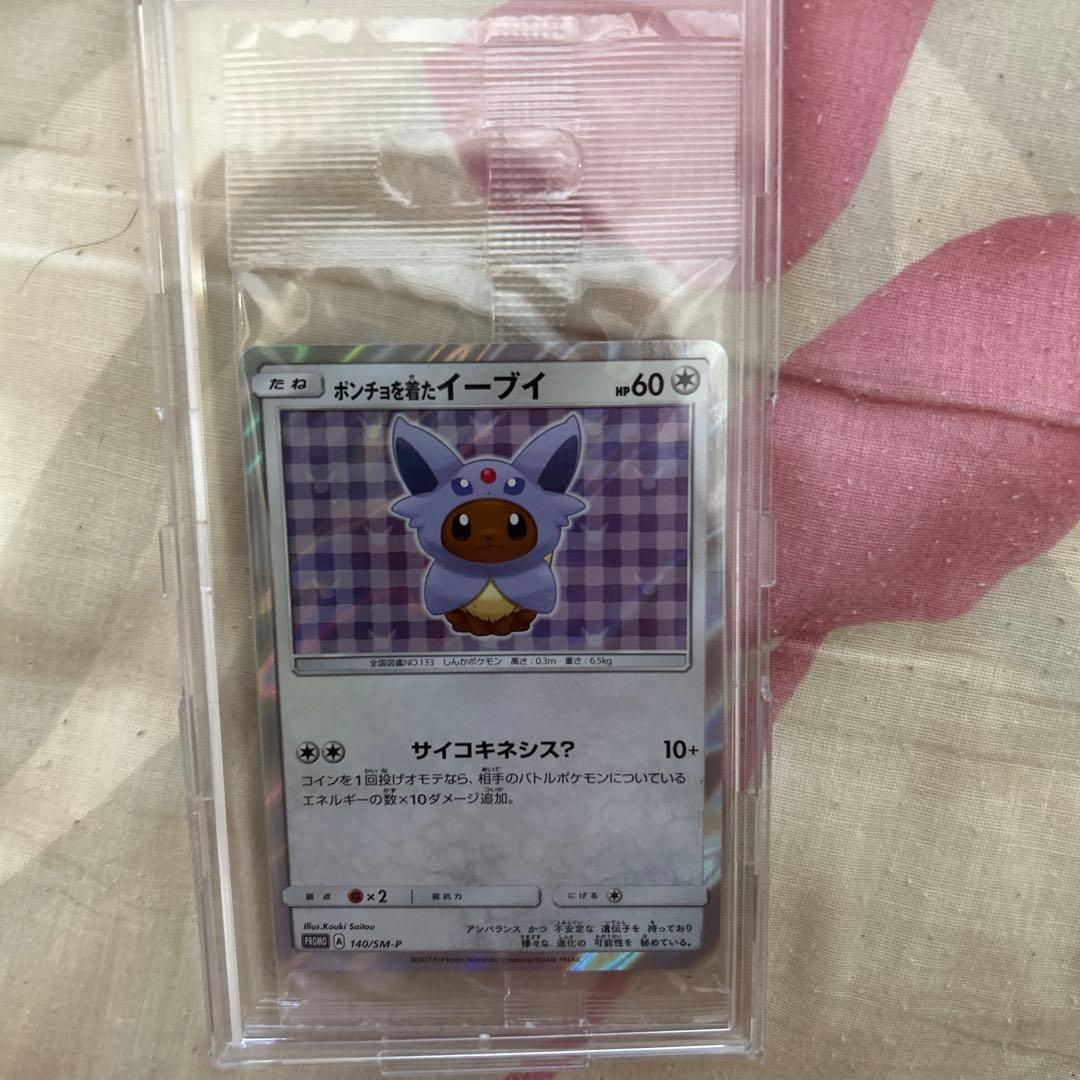 たね ポンチョを着たイーブイ HP60
全国図鑑NO.133 しんかポケモン 高さ:0.3m 重さ:6.5kg
サイコキネシス? 10+
コインを1回投げオモテなら、相手のバトルポケモンについている
エネルギーの数×10ダメージ追加。
弱点 ×2 抵抗力 にげる
Illus.Kouki Saitou
アンバランス かつ 不安定な 遺伝子を 持っており
様々な 進化の 可能性を 秘めている。
PROMO A 140/SM-P
©2017 Pokémon/Nintendo/Creatures/GAME FREAK.